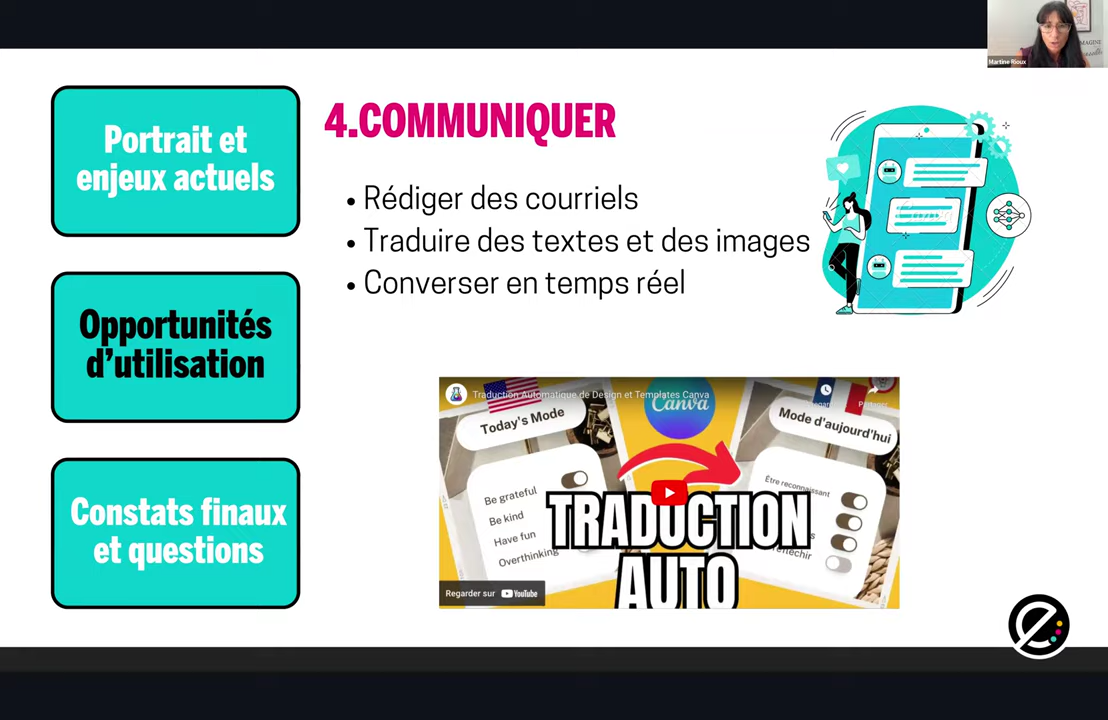 Martine Rioux
Portrait et
enjeux actuels
Opportunités
d'utilisation
Constats finaux
et questions
4.COMMUNIQUER
• Rédiger des courriels
• Traduire des textes et des images
• Converser en temps réel
Traduction Automatique de Design et Templates Canva
Canva
Today's Mode
Be grateful
Be kind
Have fun
Overthinking
Mode d'aujourd'hui
Être reconnaissant
TRADUCTION
AUTO
Regarder sur YouTube